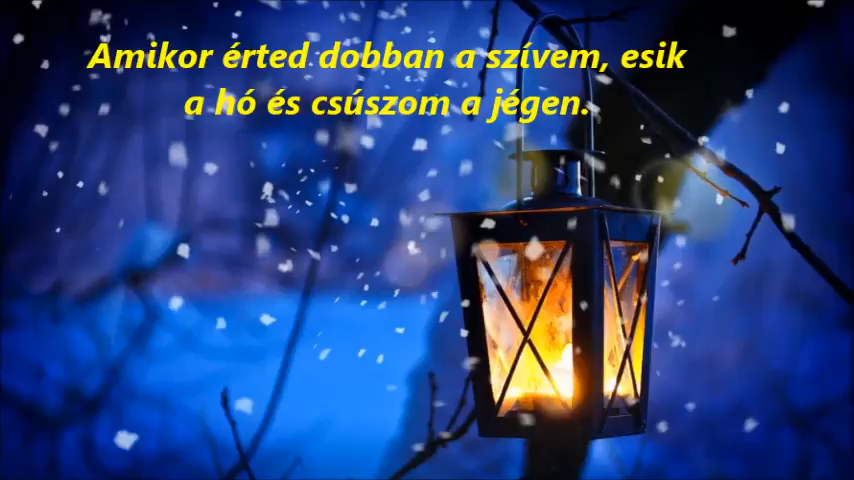 Amikor érted dobban a szívem, esik
a hó és csúszom a jégen.